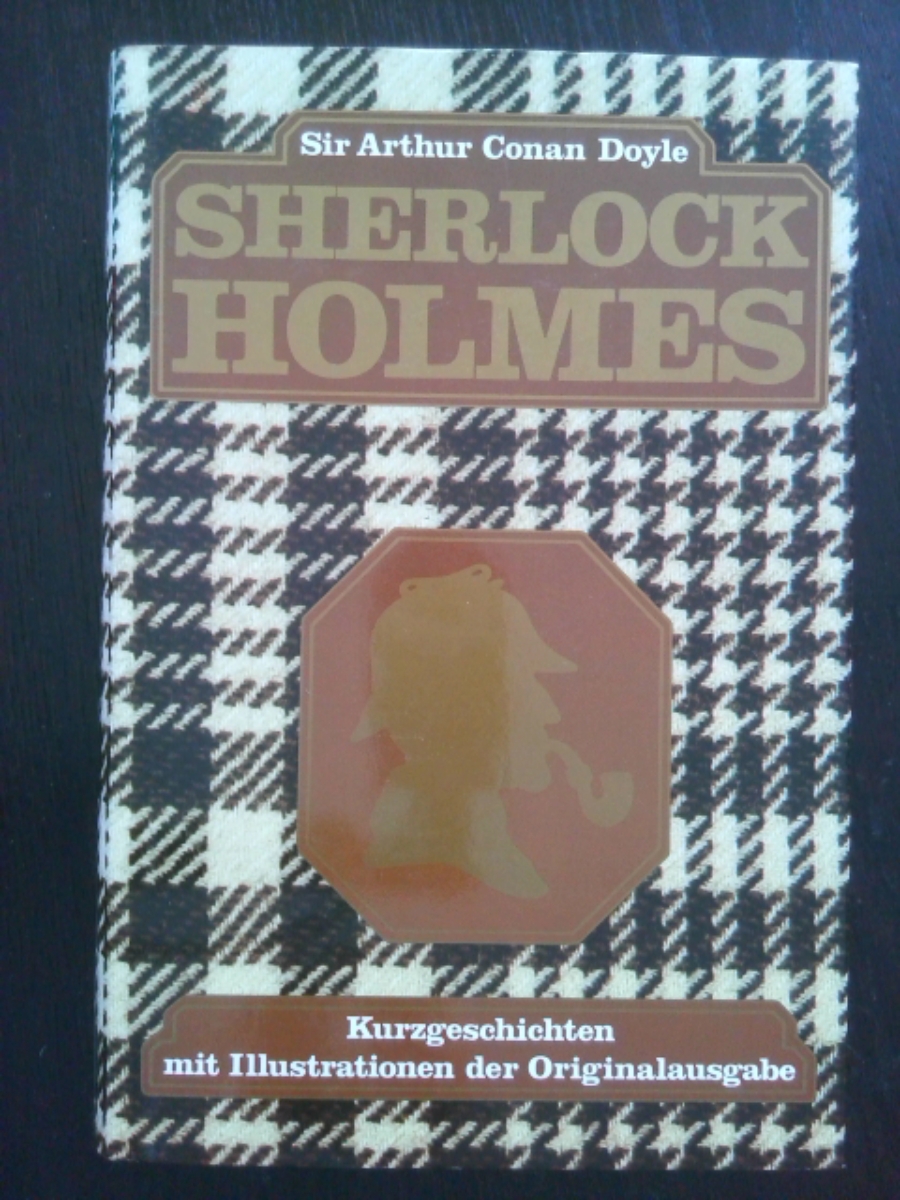 Sir Arthur Conan Doyle
SHERLOCK
HOLMES
Kurzgeschichten
mit Illustrationen der Originalausgabe